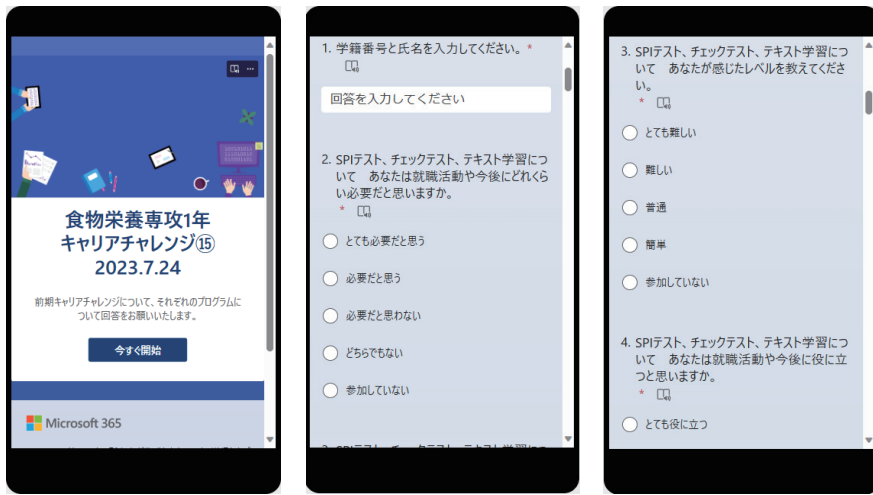 食物栄養専攻1年
キャリアチャレンジ⑮
2023.7.24
前期キャリアチャレンジについて、それぞれのプログラムに
ついて回答をお願いいたします。
今すぐ開始
Microsoft 365
1. 学籍番号と氏名を入力してください。 *
回答を入力してください
2. SPIテスト、チェックテスト、テキスト学習につ
いて あなたは就職活動や今後にどれくら
い必要だと思いますか。
*
とても必要だと思う
必要だと思う
必要だと思わない
どちらでもない
参加していない
3. SPIテスト、チェックテスト、テキスト学習につ
いて あなたが感じたレベルを教えてくださ
い。
*
とても難しい
難しい
普通
簡単
参加していない
4. SPIテスト、チェックテスト、テキスト学習につ
いて あなたは就職活動や今後に役に立
つと思いますか。
*
とても役に立つ